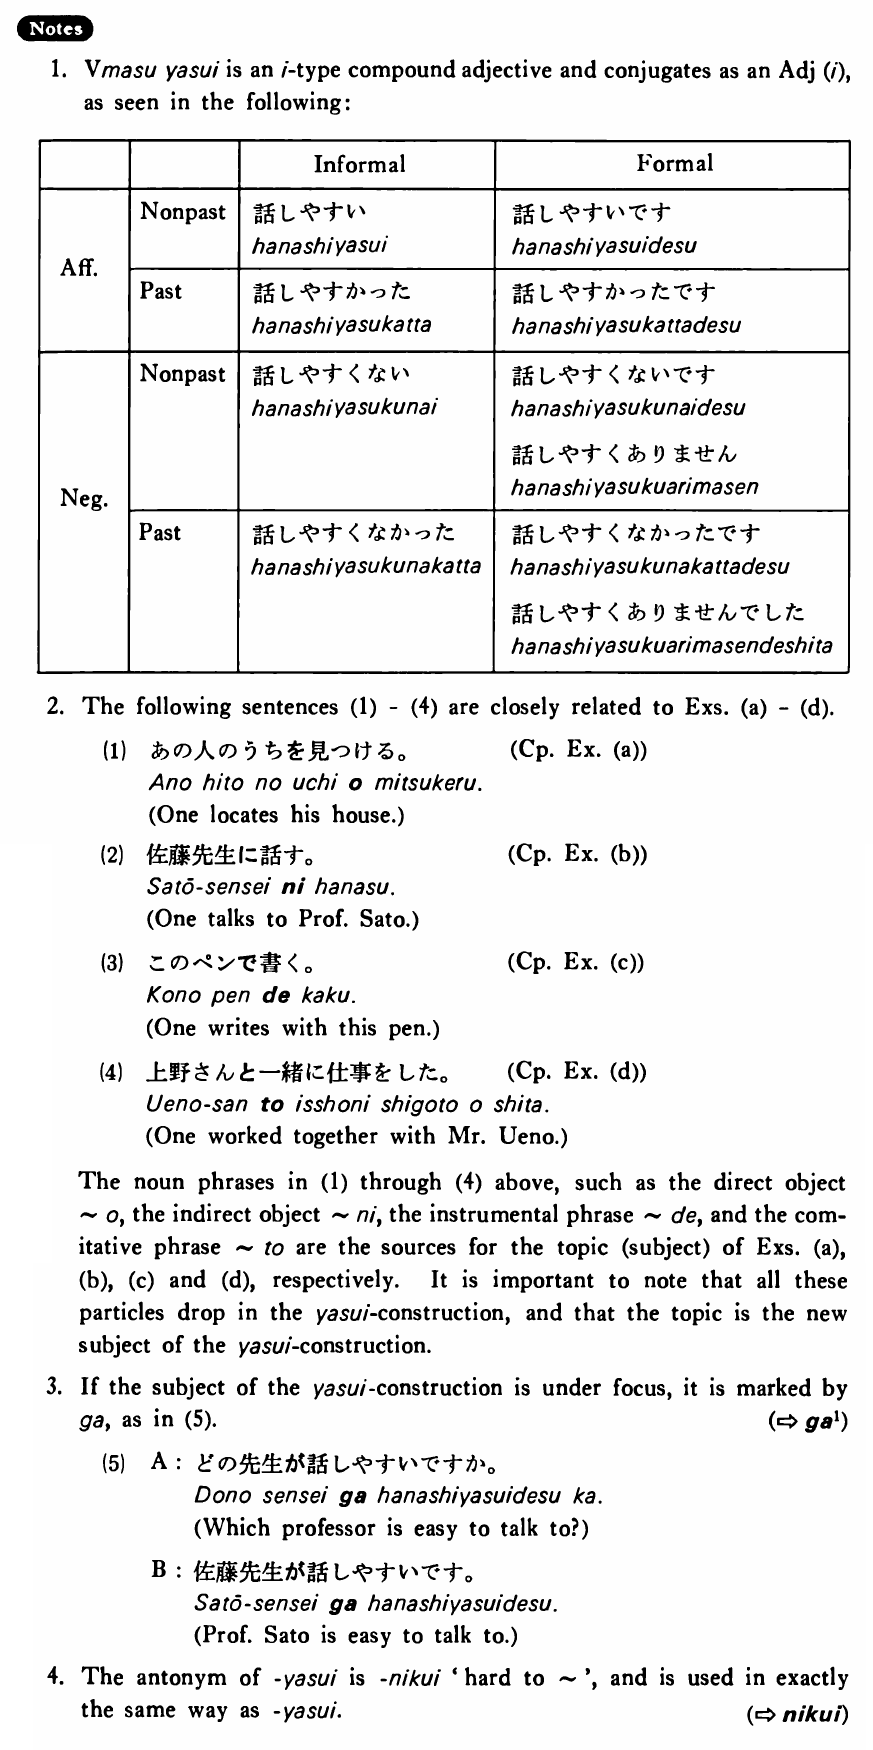 Notes
1. Vmasu yasui is an i-type compound adjective and conjugates as an Adj (i),
as seen in the following:
Informal Formal
Aff. Nonpast 話しやすい 話しやすいです
hanashiyasui hanashiyasuidesu
Past 話しやすかった 話しやすかったです
hanashiyasukatta hanashiyasukattadesu
Neg. Nonpast 話しやすくない 話しやすくないです
hanashiyasukunai hanashiyasukunaidesu
話しやすくありません
hanashiyasukuarimasen
Past 話しやすくなかった 話しやすくなかったです
hanashiyasukunakatta hanashiyasukunakattadesu
話しやすくありませんでした
hanashiyasukuarimasendeshita
2. The following sentences (1) - (4) are closely related to Exs. (a) - (d).
(1) あの人のうちを見つける。 (Cp. Ex. (a))
Ano hito no uchi o mitsukeru.
(One locates his house.)
(2) 佐藤先生に話す。 (Cp. Ex. (b))
Satō-sensei ni hanasu.
(One talks to Prof. Sato.)
(3) このペンで書く。 (Cp. Ex. (c))
Kono pen de kaku.
(One writes with this pen.)
(4) 上野さんと一緒に仕事をした。 (Cp. Ex. (d))
Ueno-san to isshoni shigoto o shita.
(One worked together with Mr. Ueno.)
The noun phrases in (1) through (4) above, such as the direct object
~ o, the indirect object ~ ni, the instrumental phrase ~ de, and the com-
itative phrase ~ to are the sources for the topic (subject) of Exs. (a),
(b), (c) and (d), respectively. It is important to note that all these
particles drop in the yasui-construction, and that the topic is the new
subject of the yasui-construction.
3. If the subject of the yasui-construction is under focus, it is marked by
ga, as in (5). (⇨ ga¹)
(5) A: どの先生が話しやすいですか。
Dono sensei ga hanashiyasuidesu ka.
(Which professor is easy to talk to?)
B: 佐藤先生が話しやすいです。
Satō-sensei ga hanashiyasuidesu.
(Prof. Sato is easy to talk to.)
4. The antonym of -yasui is -nikui ‘hard to ~’, and is used in exactly
the same way as -yasui. (⇨ nikui)